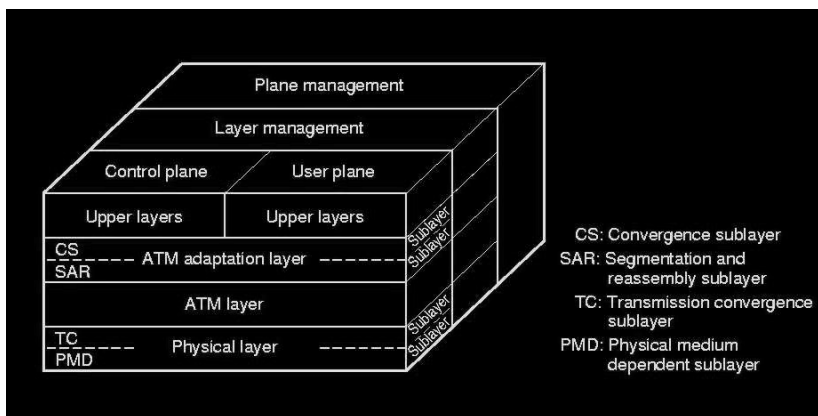 Plane management
Layer management
Control plane
User plane
Upper layers
Upper layers
CS
ATM adaptation layer
SAR
Sublayer
Sublayer
ATM layer
TC
Physical layer
PMD
Sublayer
Sublayer
CS: Convergence sublayer
SAR: Segmentation and
reassembly sublayer
TC: Transmission convergence
sublayer
PMD: Physical medium
dependent sublayer